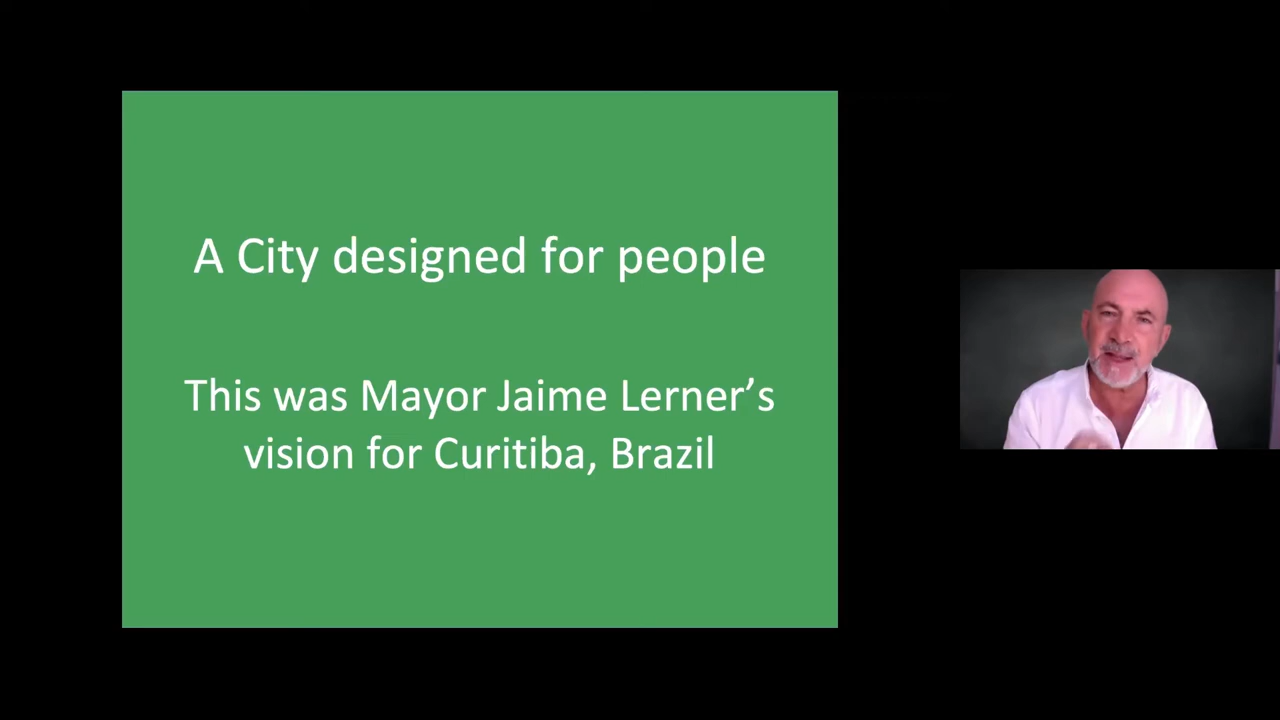 A City designed for people
This was Mayor Jaime Lerner’s
vision for Curitiba, Brazil